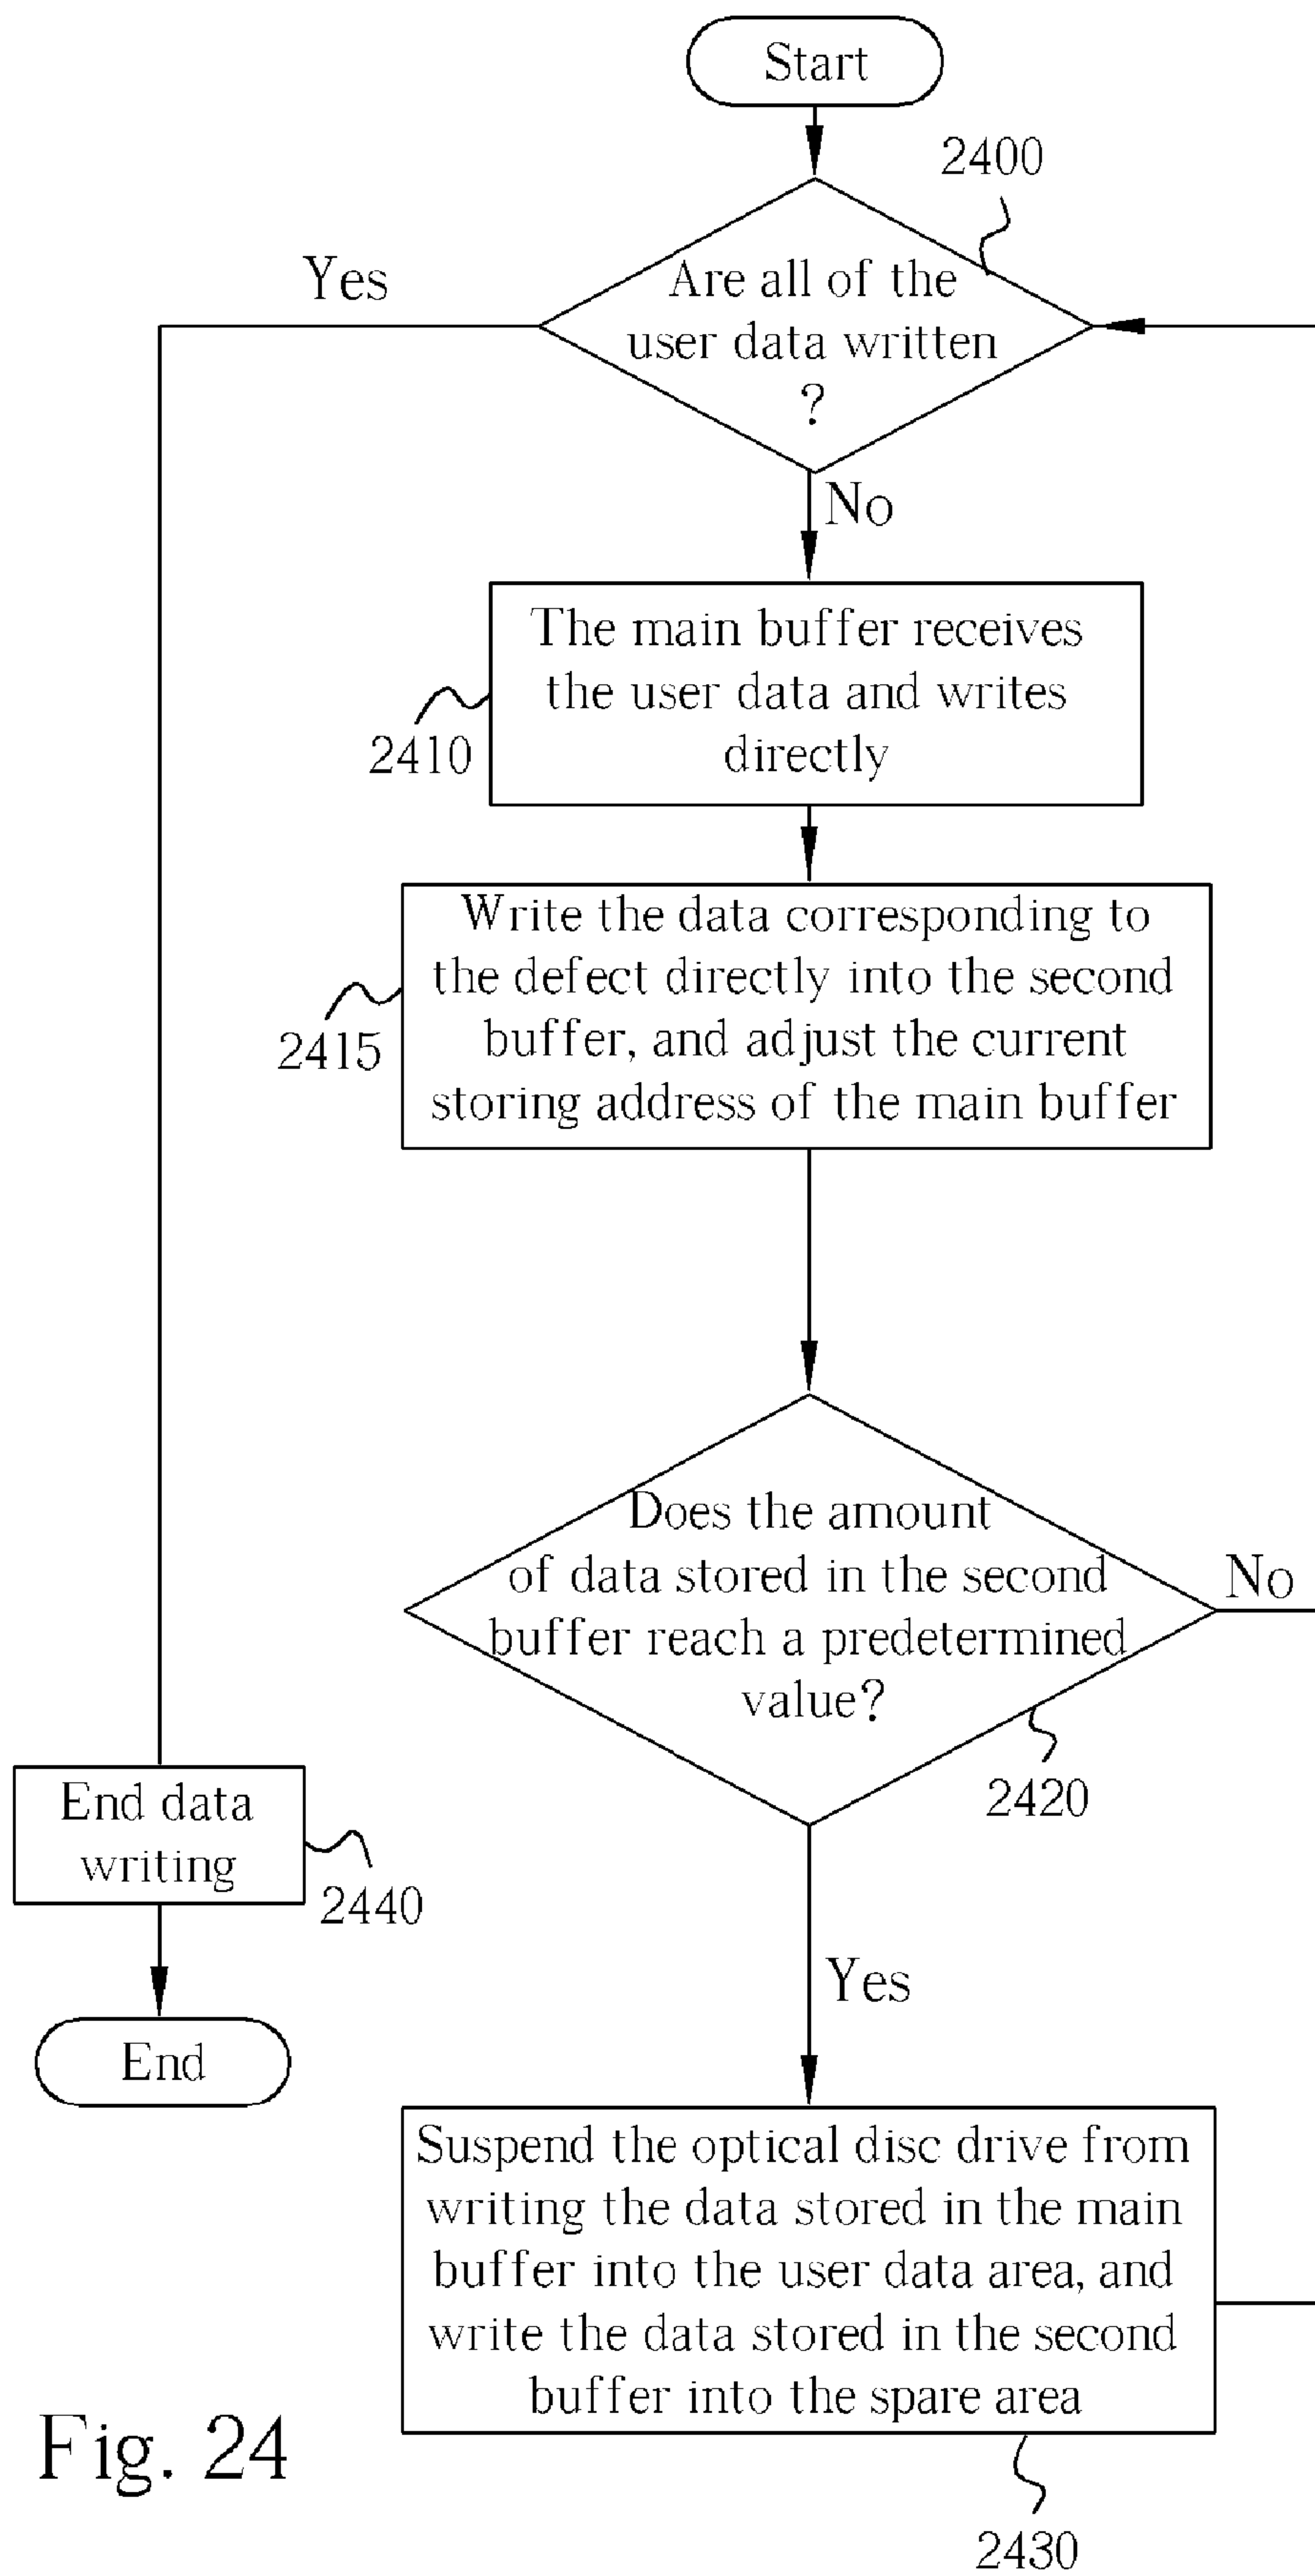 Start
2400
Yes
Are all of the
user data written
?
No
The main buffer receives
the user data and writes
directly
2410
Write the data corresponding to
the defect directly into the second
buffer, and adjust the current
storing address of the main buffer
2415
Does the amount
of data stored in the second
buffer reach a predetermined
value?
No
2420
End data
writing
2440
Yes
End
Suspend the optical disc drive from
writing the data stored in the main
buffer into the user data area, and
write the data stored in the second
buffer into the spare area
Fig. 24
2430